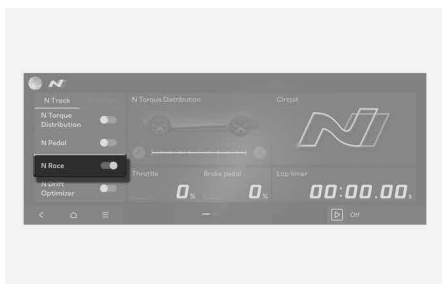 N
N Track
N Torque
Distribution
N Pedal
N Race
N Drift
Optimizer
N Torque Distribution
Throttle
0%
Brake pedal
0%
Circuit
N
Lap timer
00:00.00s
Off